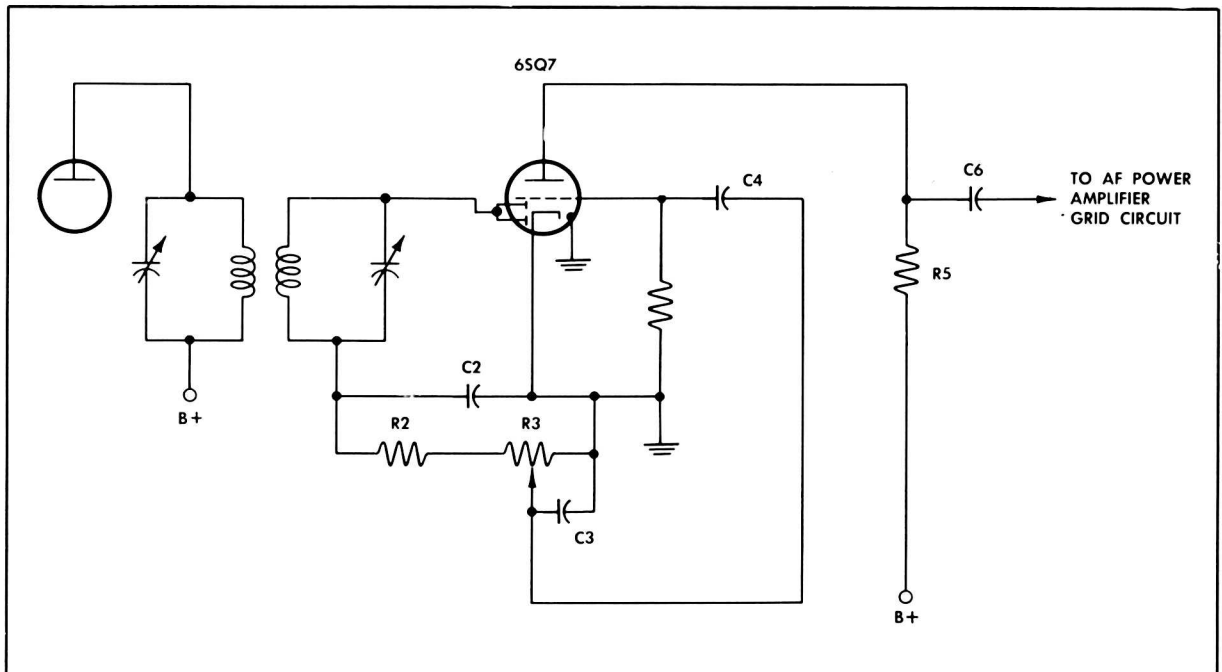 6SQ7
C4
C6
TO AF POWER
AMPLIFIER
GRID CIRCUIT
R5
C2
B+
R2
R3
C3
B+